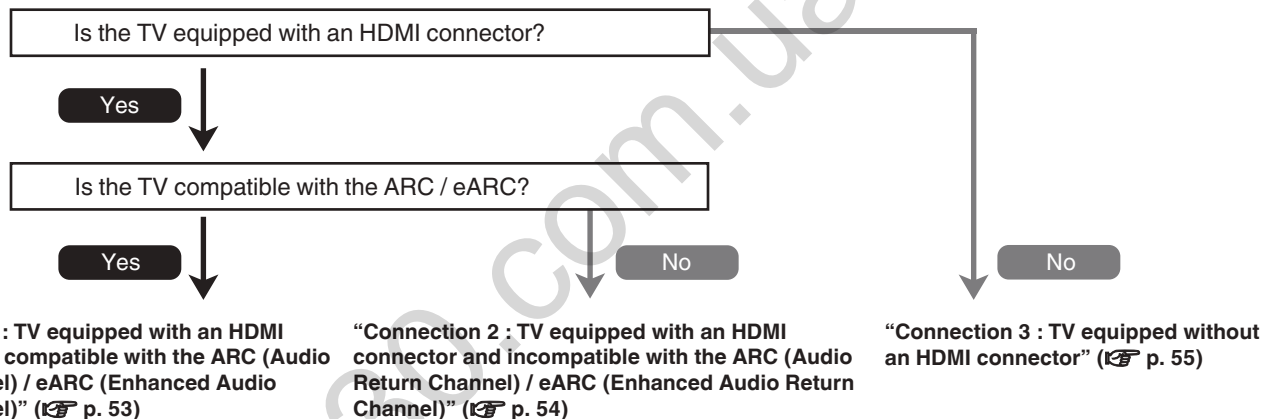 Is the TV equipped with an HDMI connector?
Yes
Is the TV compatible with the ARC / eARC?
Yes
No
No
: TV equipped with an HDMI
compatible with the ARC (Audio
) / eARC (Enhanced Audio
)” (☞ p. 53)
“Connection 2 : TV equipped with an HDMI
connector and incompatible with the ARC (Audio
Return Channel) / eARC (Enhanced Audio Return
Channel)” (☞ p. 54)
“Connection 3 : TV equipped without
an HDMI connector” (☞ p. 55)
30.com.ua